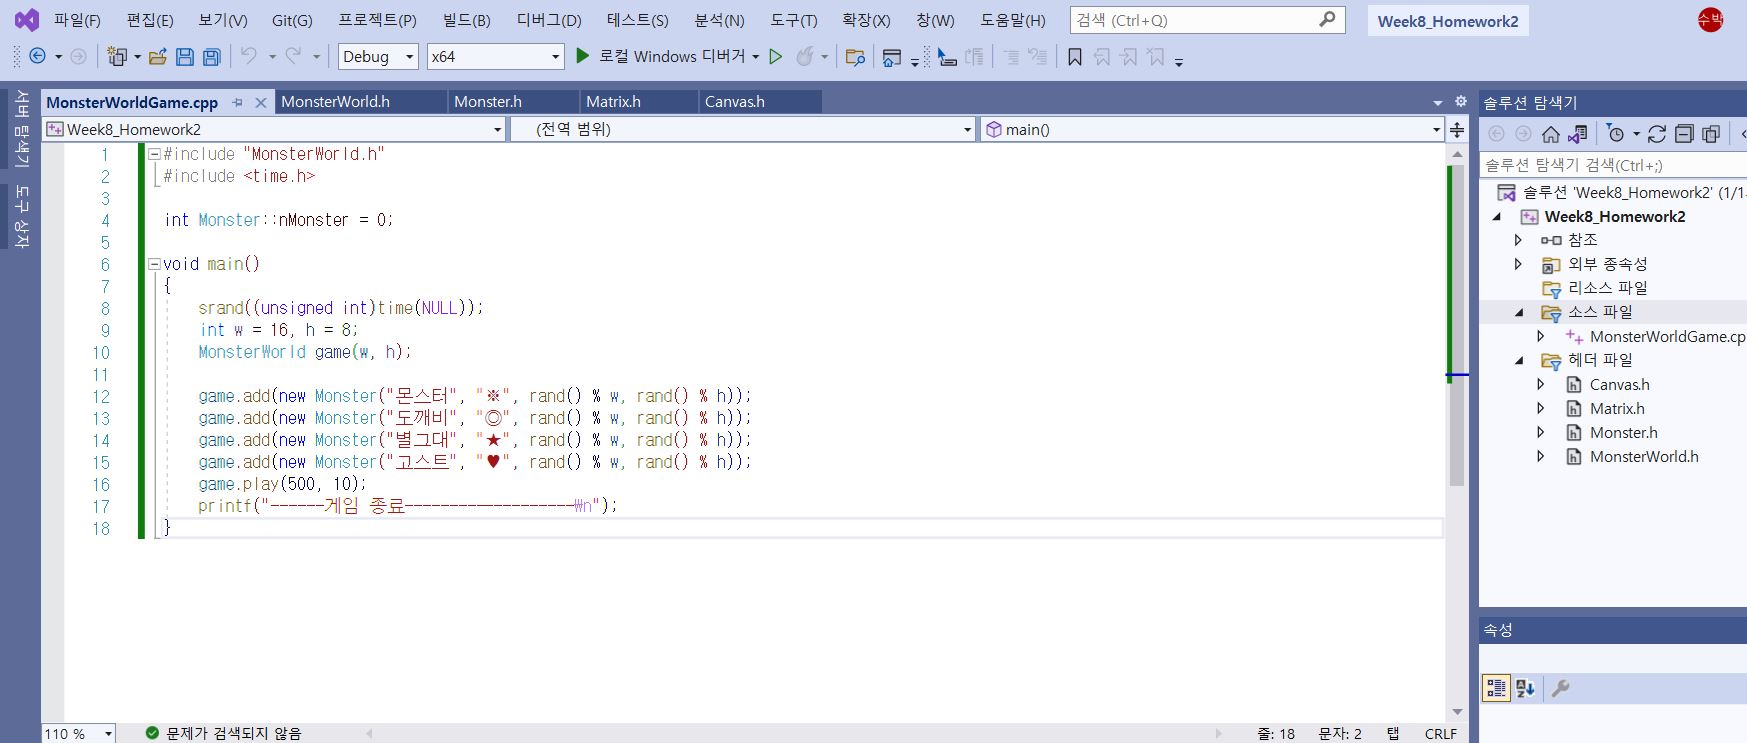 파일(F) 편집(E) 보기(V) Git(G) 프로젝트(P) 빌드(B) 디버그(D) 테스트(S) 분석(N) 도구(T) 확장(X) 창(W) 도움말(H) 검색 (Ctrl+Q) Week8_Homework2 수박
Debug x64 로컬 Windows 디버거
서버 탐색기
도구 상자
MonsterWorldGame.cpp MonsterWorld.h Monster.h Matrix.h Canvas.h
Week8_Homework2 (전역 범위) main()
1 #include "MonsterWorld.h"
2 #include <time.h>
3
4 int Monster::nMonster = 0;
5
6 void main()
7 {
8 srand((unsigned int)time(NULL));
9 int w = 16, h = 8;
10 MonsterWorld game(w, h);
11
12 game.add(new Monster("몬스터", "※", rand() % w, rand() % h));
13 game.add(new Monster("도깨비", "◎", rand() % w, rand() % h));
14 game.add(new Monster("별그대", "★", rand() % w, rand() % h));
15 game.add(new Monster("고스트", "♥", rand() % w, rand() % h));
16 game.play(500, 10);
17 printf("------게임 종료-------------------₩n");
18 }
110 % 문제가 검색되지 않음 줄: 18 문자: 2 탭 CRLF
솔루션 탐색기
솔루션 탐색기 검색(Ctrl+;)
솔루션 'Week8_Homework2' (1/1
Week8_Homework2
참조
외부 종속성
리소스 파일
소스 파일
MonsterWorldGame.cp
헤더 파일
Canvas.h
Matrix.h
Monster.h
MonsterWorld.h
속성